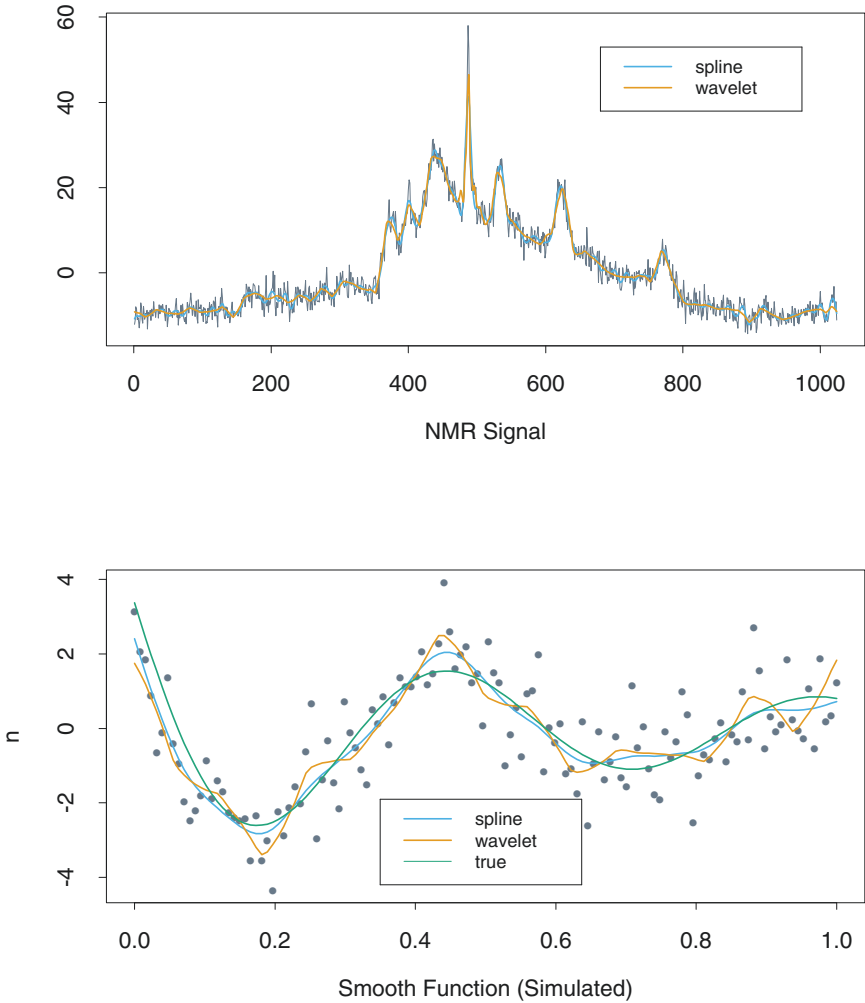 60
40
20
0
spline
wavelet
0 200 400 600 800 1000
NMR Signal
n
4
2
0
-2
-4
spline
wavelet
true
0.0 0.2 0.4 0.6 0.8 1.0
Smooth Function (Simulated)